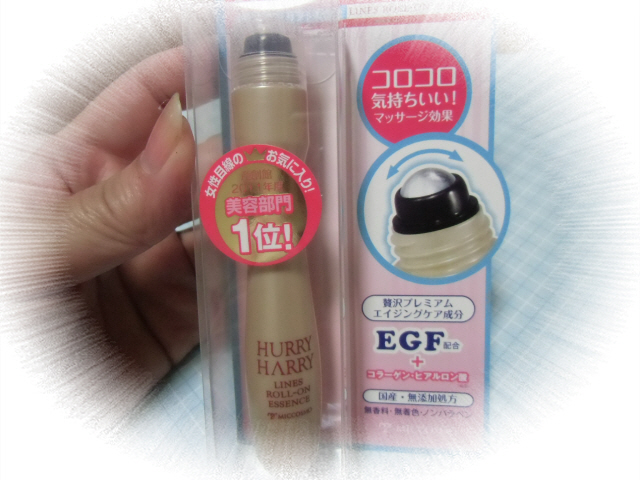 LINES ROLL-ON
コロコロ
気持ちいい!
マッサージ効果
女性目線のお気に入り!
美容部門
1位!
贅沢プレミアム
エイジングケア成分
EGF配合
+
コラーゲン・ヒアルロン酸
国産・無添加処方
無香料・無着色・ノンパラベン
HURRY
HARRY
LINES
ROLL-ON
ESSENCE